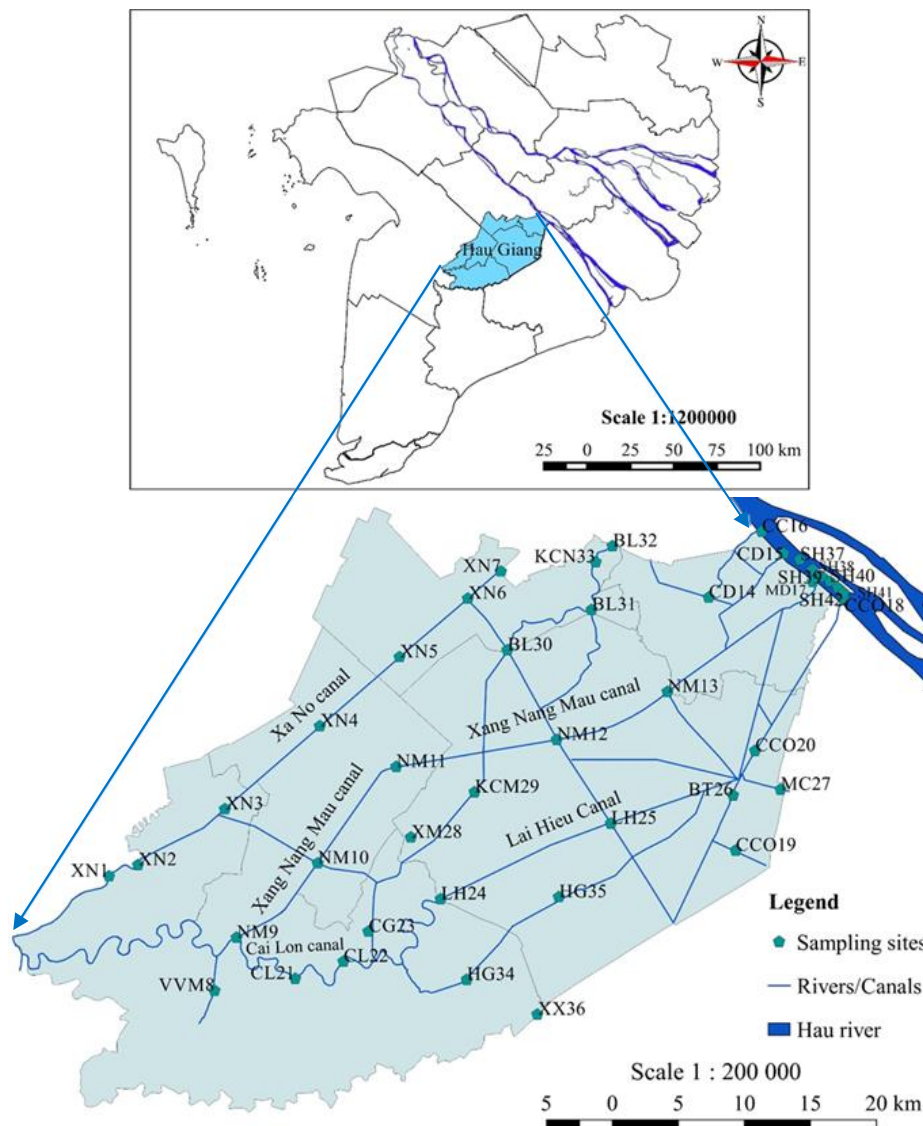 N
W E
S
Hau Giang
Scale 1:1200000
25 0 25 50 75 100 km
CC16
BL32
KCN33
CD15
SH37
SH38
XN7
SH39
SH40
XN6
CD14
MD17
SH41
SH42
CCO18
BL31
XN5
BL30
Xa No canal
NM13
XN4
Xang Nang Mau canal
NM12
CCO20
NM11
MC27
KCM29
BT26
XN3
Xang Nang Mau canal
Lai Hieu Canal
LH25
XM28
CCO19
XN2
NM10
XN1
LH24
HG35
Legend
NM9
CG23
Sampling sites
Cai Lon canal
CL22
CL21
HG34
Rivers/Canals
VVM8
XX36
Hau river
Scale 1 : 200 000
5 0 5 10 15 20 km